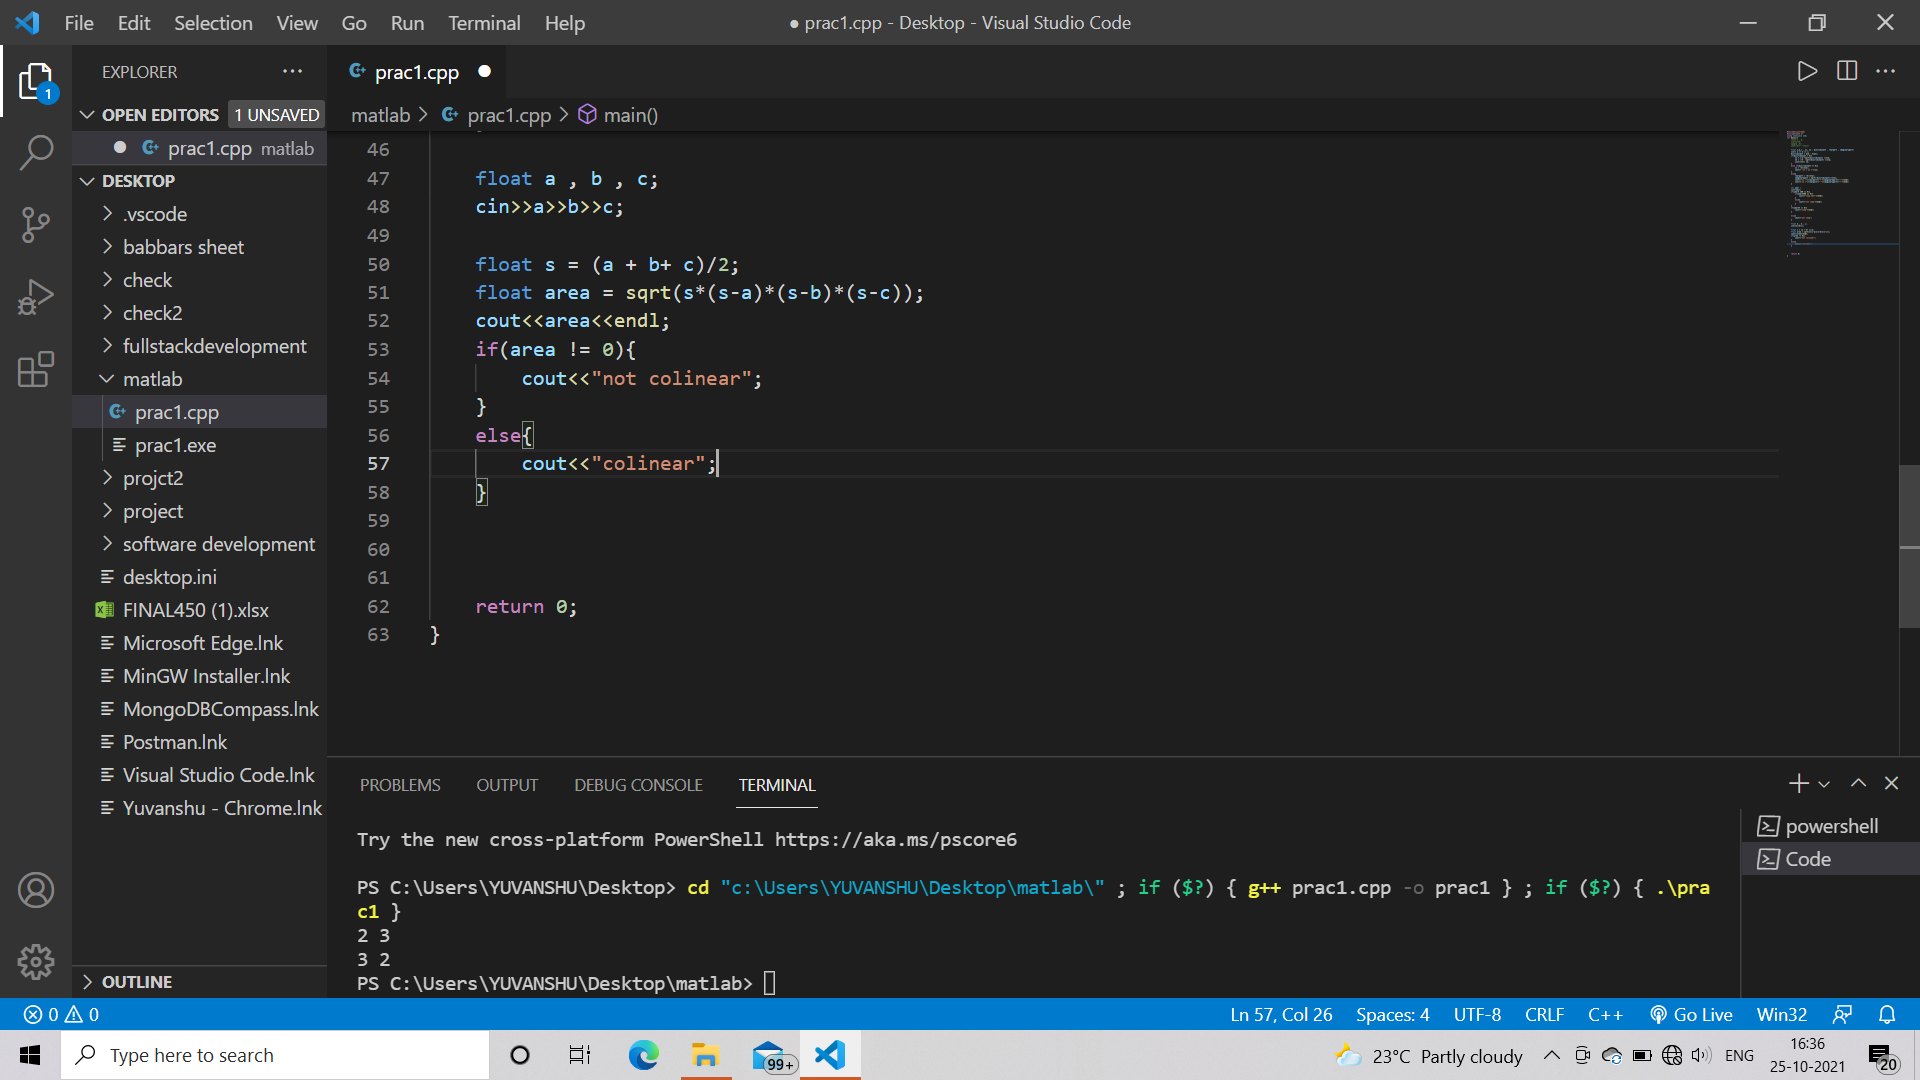 File Edit Selection View Go Run Terminal Help
● prac1.cpp - Desktop - Visual Studio Code
EXPLORER
prac1.cpp
1
OPEN EDITORS 1 UNSAVED
matlab > prac1.cpp > main()
prac1.cpp matlab
DESKTOP
.vscode
babbars sheet
check
check2
fullstackdevelopment
matlab
prac1.cpp
prac1.exe
projct2
project
software development
desktop.ini
FINAL450 (1).xlsx
Microsoft Edge.lnk
MinGW Installer.lnk
MongoDBCompass.lnk
Postman.lnk
Visual Studio Code.lnk
Yuvanshu - Chrome.lnk
OUTLINE
46
47 float a , b , c;
48 cin>>a>>b>>c;
49
50 float s = (a + b+ c)/2;
51 float area = sqrt(s*(s-a)*(s-b)*(s-c));
52 cout<<area<<endl;
53 if(area != 0){
54 cout<<"not colinear";
55 }
56 else{
57 cout<<"colinear";
58 }
59
60
61
62 return 0;
63 }
PROBLEMS OUTPUT DEBUG CONSOLE TERMINAL
Try the new cross-platform PowerShell https://aka.ms/pscore6
PS C:\Users\YUVANSHU\Desktop> cd "c:\Users\YUVANSHU\Desktop\matlab\" ; if ($?) { g++ prac1.cpp -o prac1 } ; if ($?) { .\pra
c1 }
2 3
3 2
PS C:\Users\YUVANSHU\Desktop\matlab>
powershell
Code
0 0
Ln 57, Col 26 Spaces: 4 UTF-8 CRLF C++ Go Live Win32
Type here to search
99+
23°C Partly cloudy
ENG
16:36
25-10-2021
20